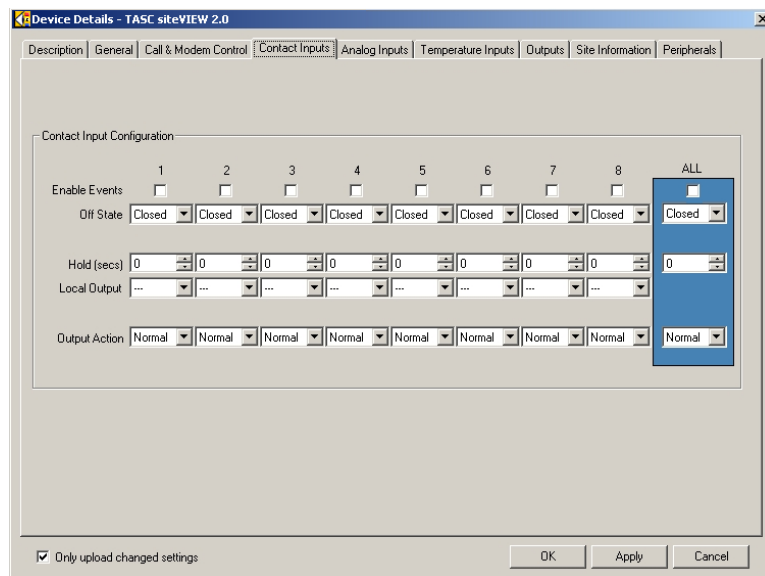 Device Details - TASC siteVIEW 2.0
Description General Call & Modem Control Contact Inputs Analog Inputs Temperature Inputs Outputs Site Information Peripherals
Contact Input Configuration
1 2 3 4 5 6 7 8 ALL
Enable Events
Off State Closed Closed Closed Closed Closed Closed Closed Closed Closed
Hold (secs) 0 0 0 0 0 0 0 0 0
Local Output --- --- --- --- --- --- --- ---
Output Action Normal Normal Normal Normal Normal Normal Normal Normal Normal
Only upload changed settings OK Apply Cancel